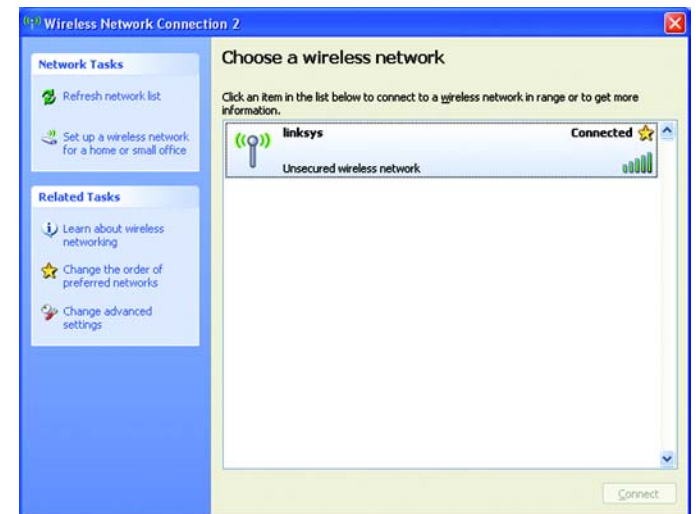 Wireless Network Connection 2
Network Tasks
Refresh network list
Set up a wireless network
for a home or small office
Related Tasks
Learn about wireless
networking
Change the order of
preferred networks
Change advanced
settings
Choose a wireless network
Click an item in the list below to connect to a wireless network in range or to get more
information.
linksys
Connected
Unsecured wireless network
Connect